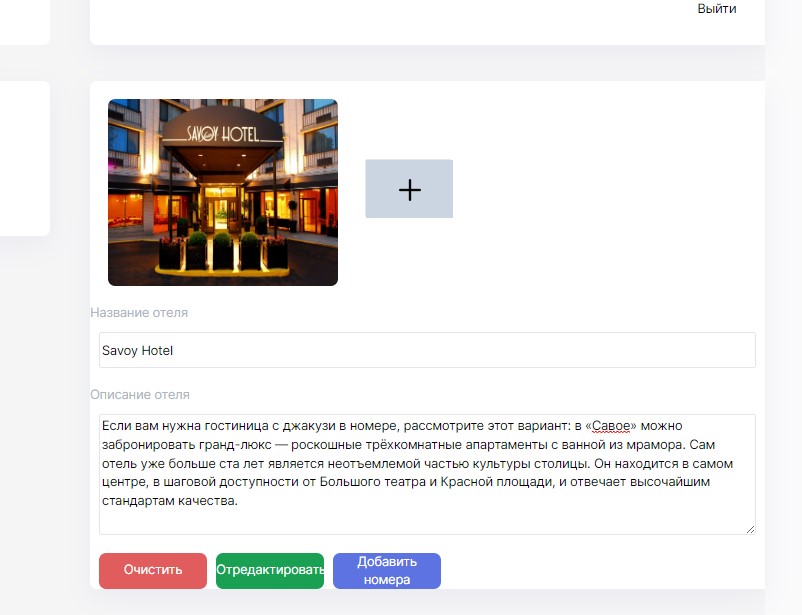 Выйти
SAVOY HOTEL
Название отеля
Savoy Hotel
Описание отеля
Если вам нужна гостиница с джакузи в номере, рассмотрите этот вариант: в «Савое» можно
забронировать гранд-люкс — роскошные трёхкомнатные апартаменты с ванной из мрамора. Сам
отель уже больше ста лет является неотъемлемой частью культуры столицы. Он находится в самом
центре, в шаговой доступности от Большого театра и Красной площади, и отвечает высочайшим
стандартам качества.
Очистить
Отредактировать
Добавить
номера